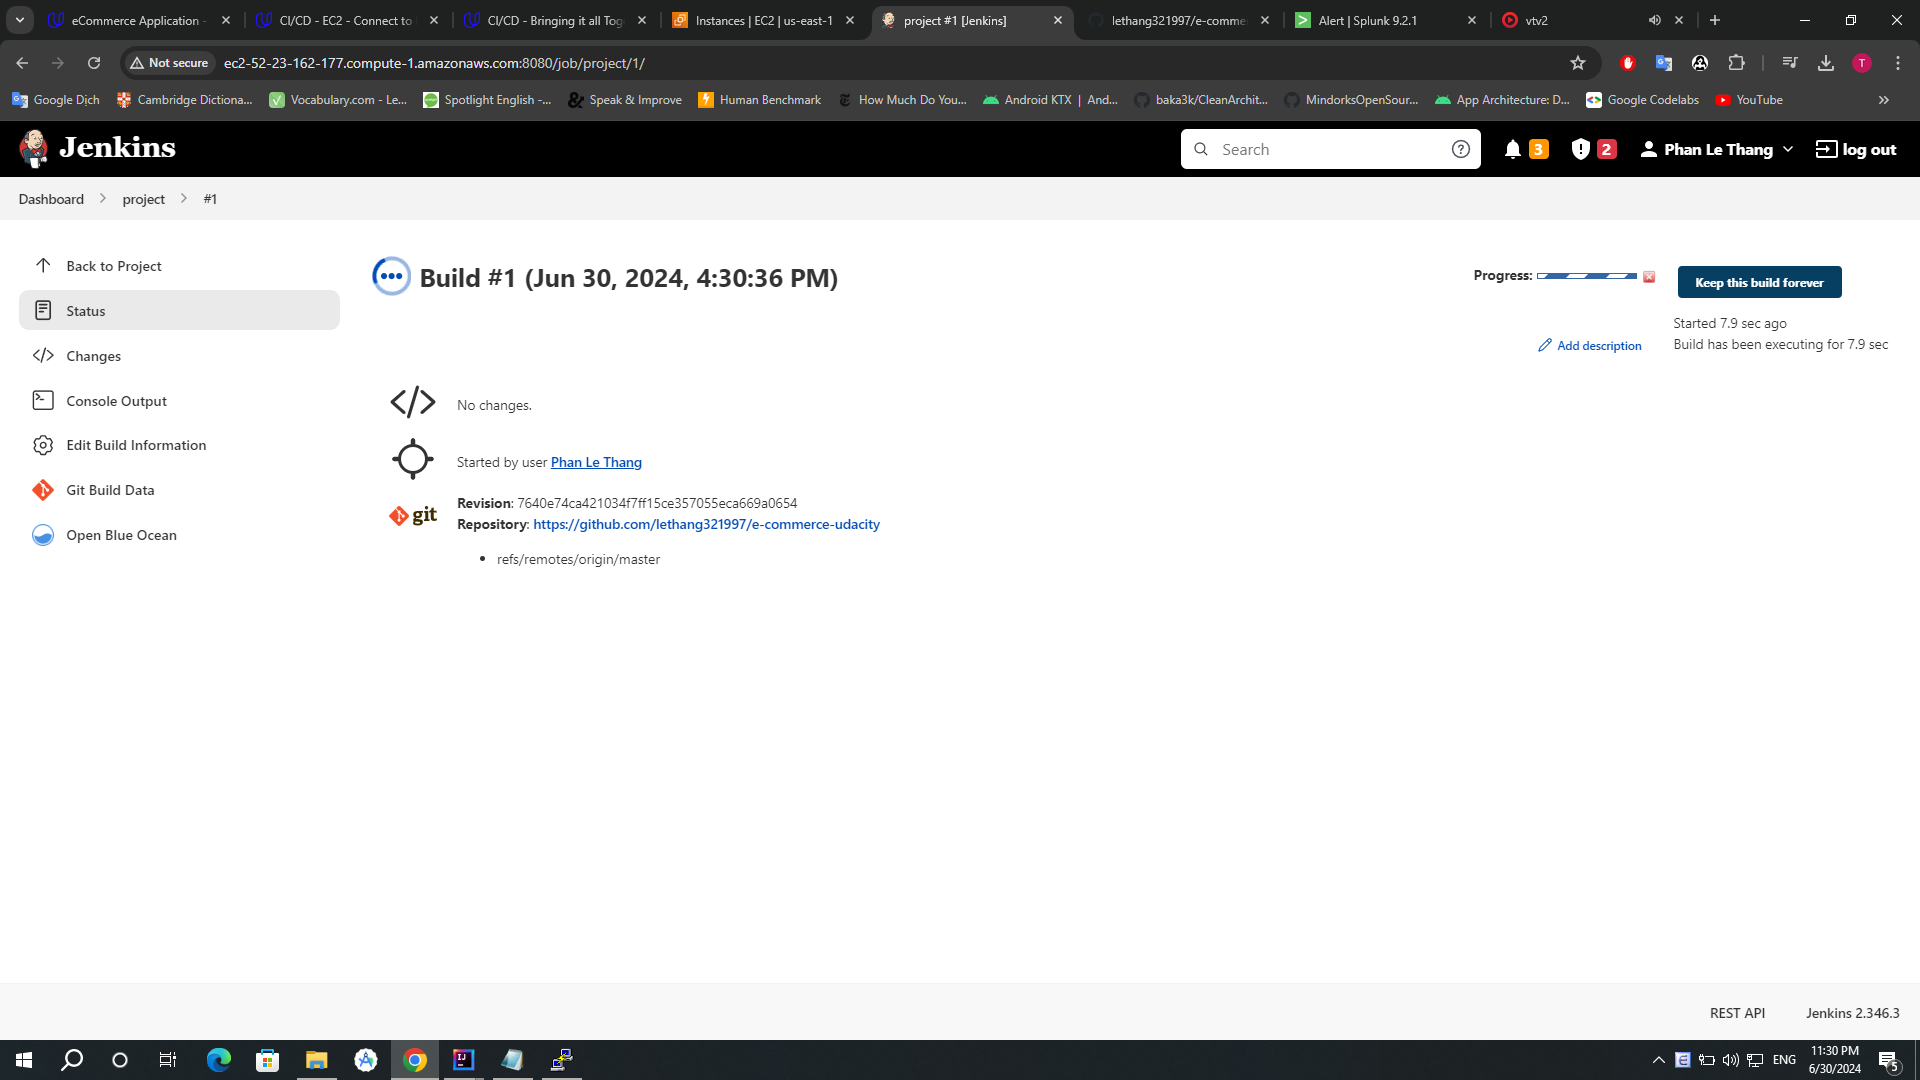 eCommerce Application -
CI/CD - EC2 - Connect to
CI/CD - Bringing it all Tog
Instances | EC2 | us-east-1
project #1 [Jenkins]
lethang321997/e-comme
Alert | Splunk 9.2.1
vtv2
Not secure
ec2-52-23-162-177.compute-1.amazonaws.com:8080/job/project/1/
T
Google Dịch
Cambridge Dictiona...
Vocabulary.com - Le...
Spotlight English -...
Speak & Improve
Human Benchmark
How Much Do You...
Android KTX | And...
baka3k/CleanArchit...
MindorksOpenSour...
App Architecture: D...
Google Codelabs
YouTube
Jenkins
Search
3
2
Phan Le Thang
log out
Dashboard
project
#1
Back to Project
Status
Changes
Console Output
Edit Build Information
Git Build Data
Open Blue Ocean
Build #1 (Jun 30, 2024, 4:30:36 PM)
Progress:
Keep this build forever
Started 7.9 sec ago
Build has been executing for 7.9 sec
Add description
No changes.
Started by user Phan Le Thang
git
Revision: 7640e74ca421034f7ff15ce357055eca669a0654
Repository: https://github.com/lethang321997/e-commerce-udacity
• refs/remotes/origin/master
REST API
Jenkins 2.346.3
ENG
11:30 PM
6/30/2024
5